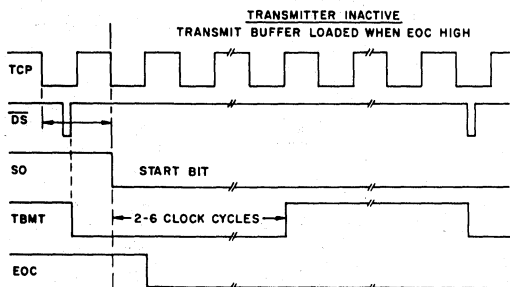 TRANSMITTER INACTIVE
TRANSMIT BUFFER LOADED WHEN EOC HIGH
TCP
DS
SO
START BIT
TBMT
2-6 CLOCK CYCLES
EOC